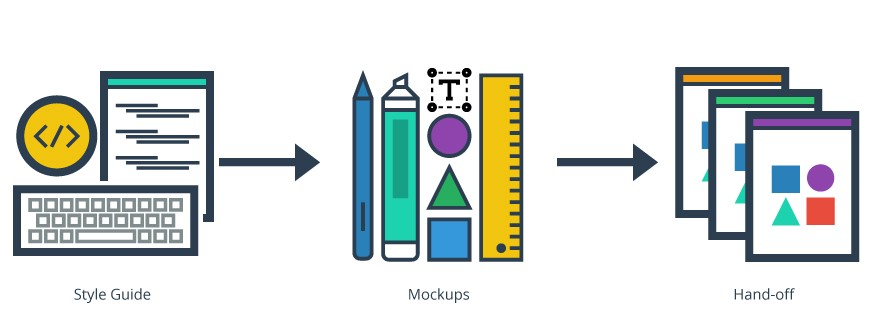 </>
T
Style Guide
Mockups
Hand-off